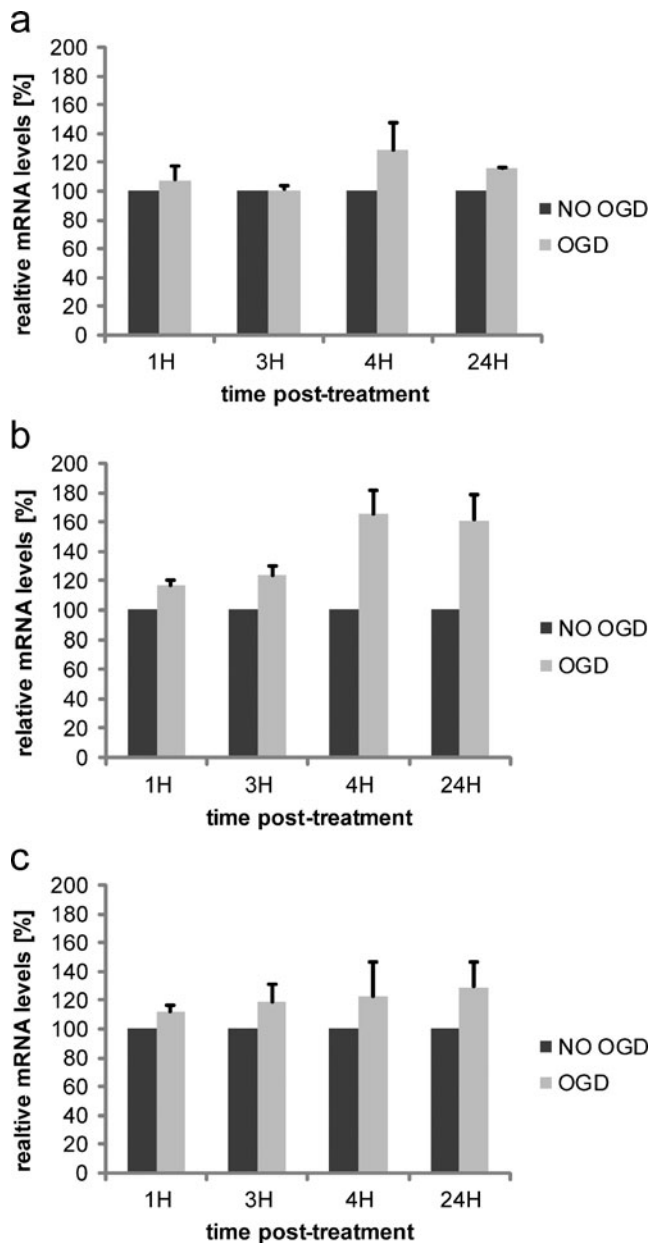 a
realtive mRNA levels [%]
200
180
160
140
120
100
80
60
40
20
0
1H 3H 4H 24H
time post-treatment
NO OGD
OGD
b
relative mRNA levels [%]
200
180
160
140
120
100
80
60
40
20
0
1H 3H 4H 24H
time post-treatment
NO OGD
OGD
c
realtive mRNA levels [%]
200
180
160
140
120
100
80
60
40
20
0
1H 3H 4H 24H
time post-treatment
NO OGD
OGD